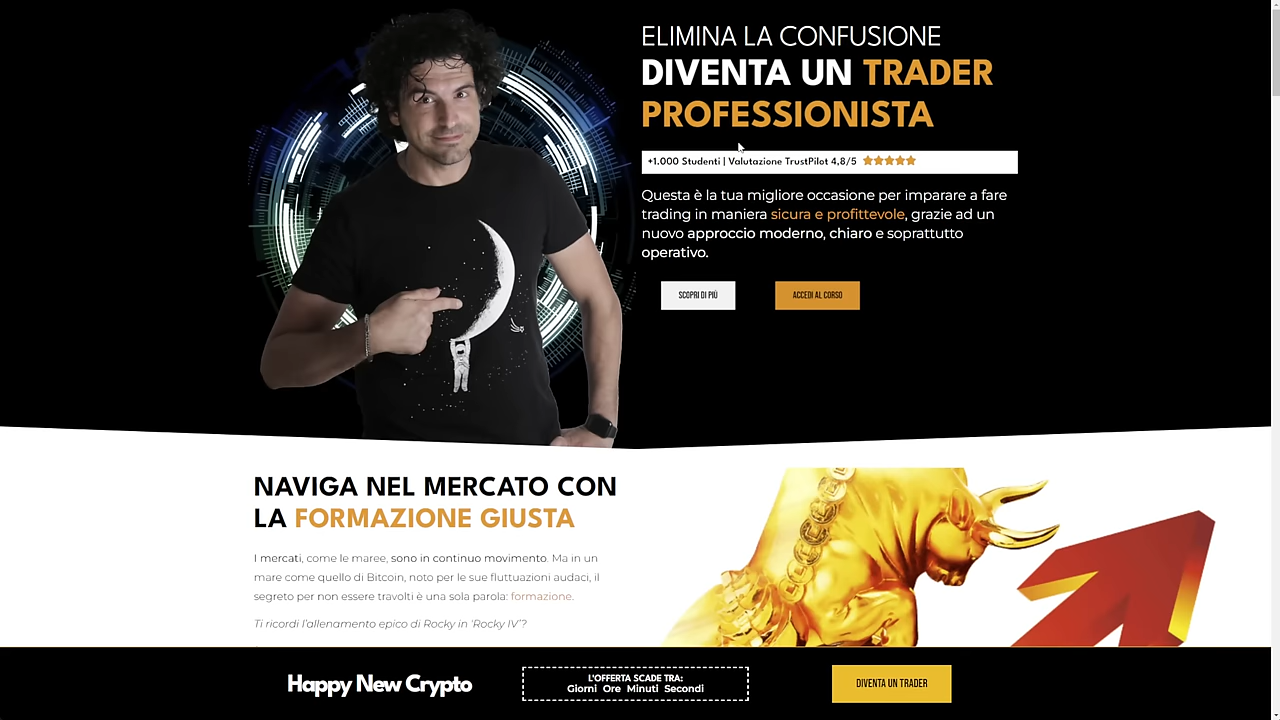 ELIMINA LA CONFUSIONE
DIVENTA UN TRADER
PROFESSIONISTA
+1.000 Studenti | Valutazione TrustPilot 4,8/5
Questa è la tua migliore occasione per imparare a fare
trading in maniera sicura e profittevole, grazie ad un
nuovo approccio moderno, chiaro e soprattutto
operativo.
SCOPRI DI PIÙ
ACCEDI AL CORSO
NAVIGA NEL MERCATO CON
LA FORMAZIONE GIUSTA
I mercati, come le maree, sono in continuo movimento. Ma in un
mare come quello di Bitcoin, noto per le sue fluttuazioni audaci, il
segreto per non essere travolti è una sola parola: formazione.
Ti ricordi l'allenamento epico di Rocky in 'Rocky IV'?
Happy New Crypto
L'OFFERTA SCADE TRA:
Giorni Ore Minuti Secondi
DIVENTA UN TRADER